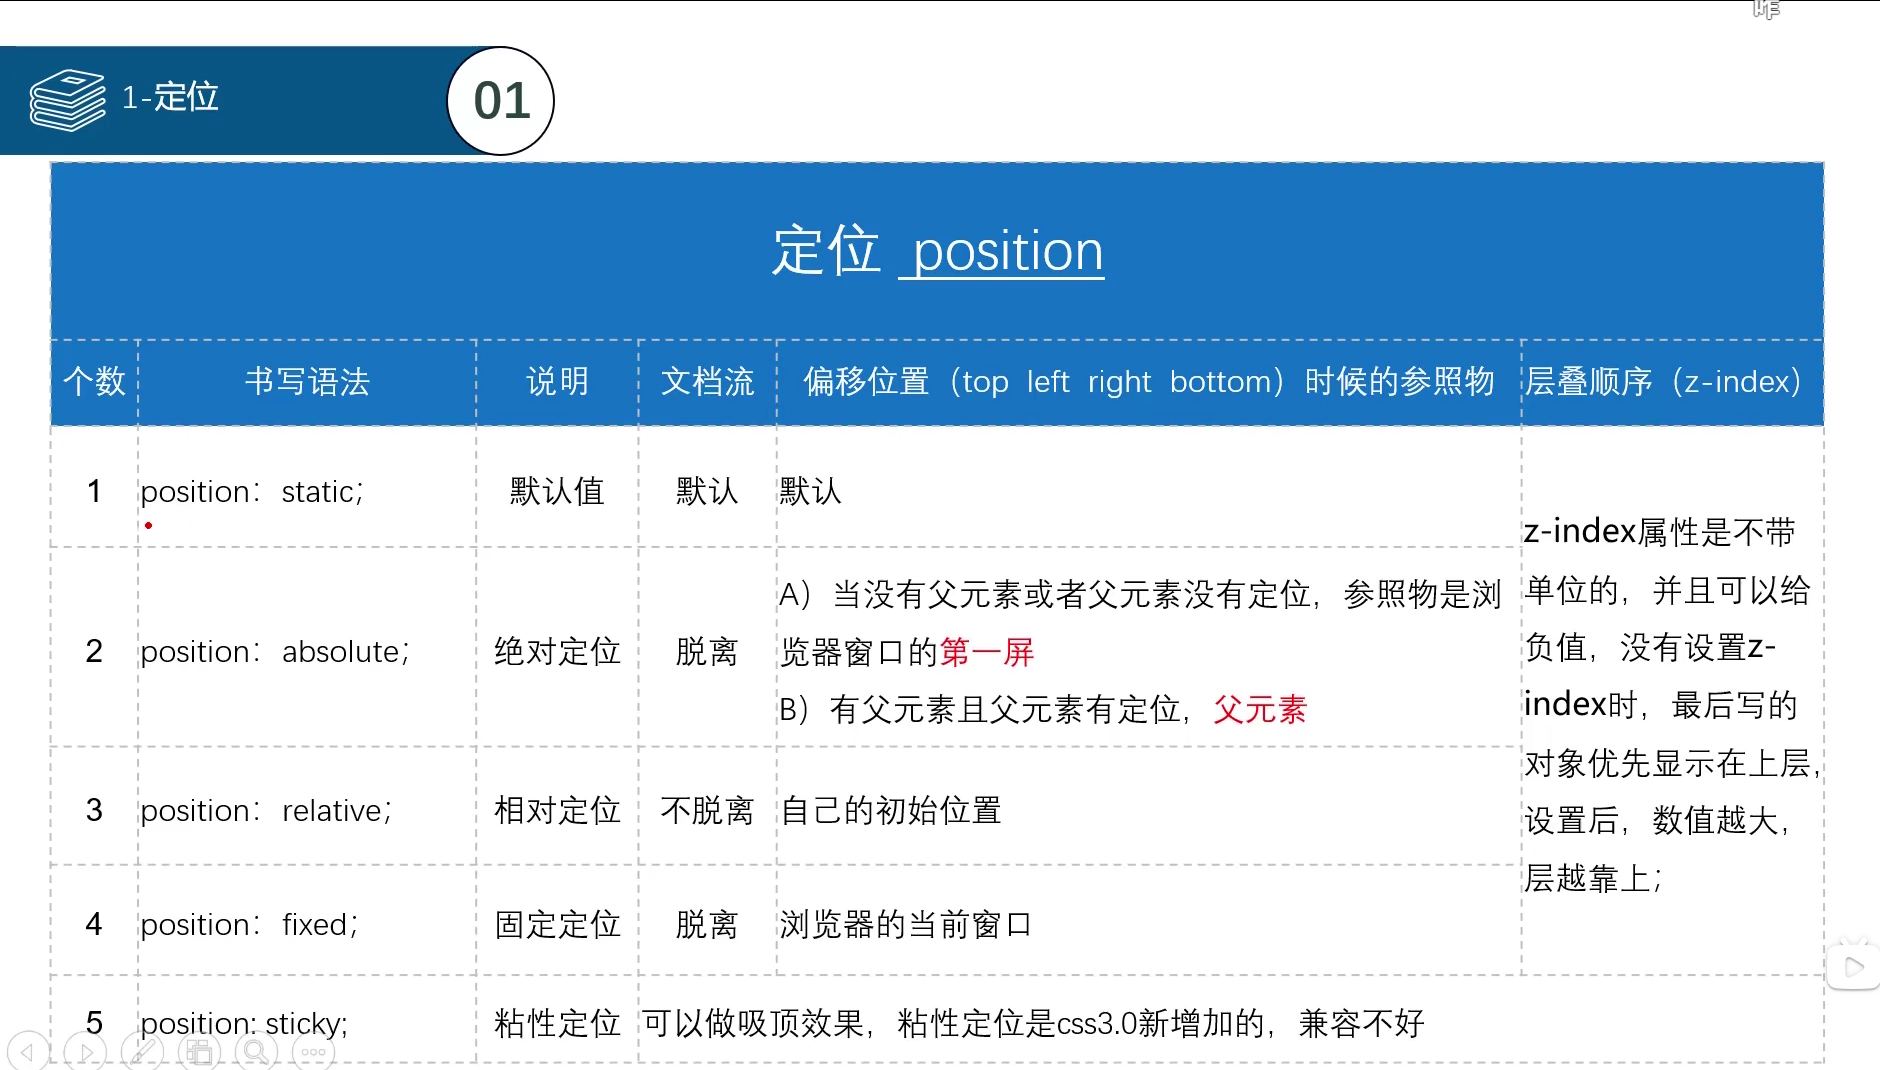 咋
1-定位
01
定位 position
个数 书写语法 说明 文档流 偏移位置（top left right bottom）时候的参照物 层叠顺序（z-index）
1 position：static; 默认值 默认 默认
2 position：absolute; 绝对定位 脱离
A）当没有父元素或者父元素没有定位，参照物是浏
览器窗口的第一屏
B）有父元素且父元素有定位，父元素
3 position：relative; 相对定位 不脱离 自己的初始位置
4 position：fixed; 固定定位 脱离 浏览器的当前窗口
z-index属性是不带
单位的，并且可以给
负值，没有设置z-
index时，最后写的
对象优先显示在上层，
设置后，数值越大，
层越靠上；
5 position: sticky; 粘性定位 可以做吸顶效果，粘性定位是css3.0新增加的，兼容不好